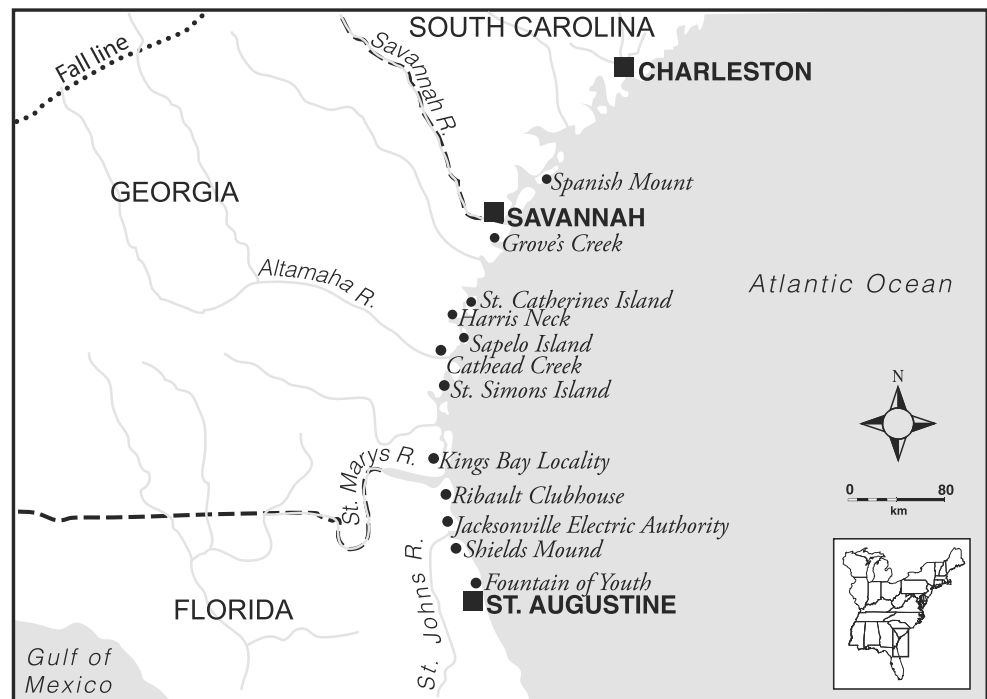 SOUTH CAROLINA
Fall line
Savannah R.
CHARLESTON
Spanish Mount
GEORGIA
SAVANNAH
Grove's Creek
Altamaha R.
Atlantic Ocean
St. Catherines Island
Harris Neck
Sapelo Island
Cathead Creek
St. Simons Island
N
St. Marys R.
Kings Bay Locality
0 80
km
Ribault Clubhouse
Jacksonville Electric Authority
Shields Mound
St. Johns R.
Fountain of Youth
FLORIDA
ST. AUGUSTINE
Gulf of
Mexico